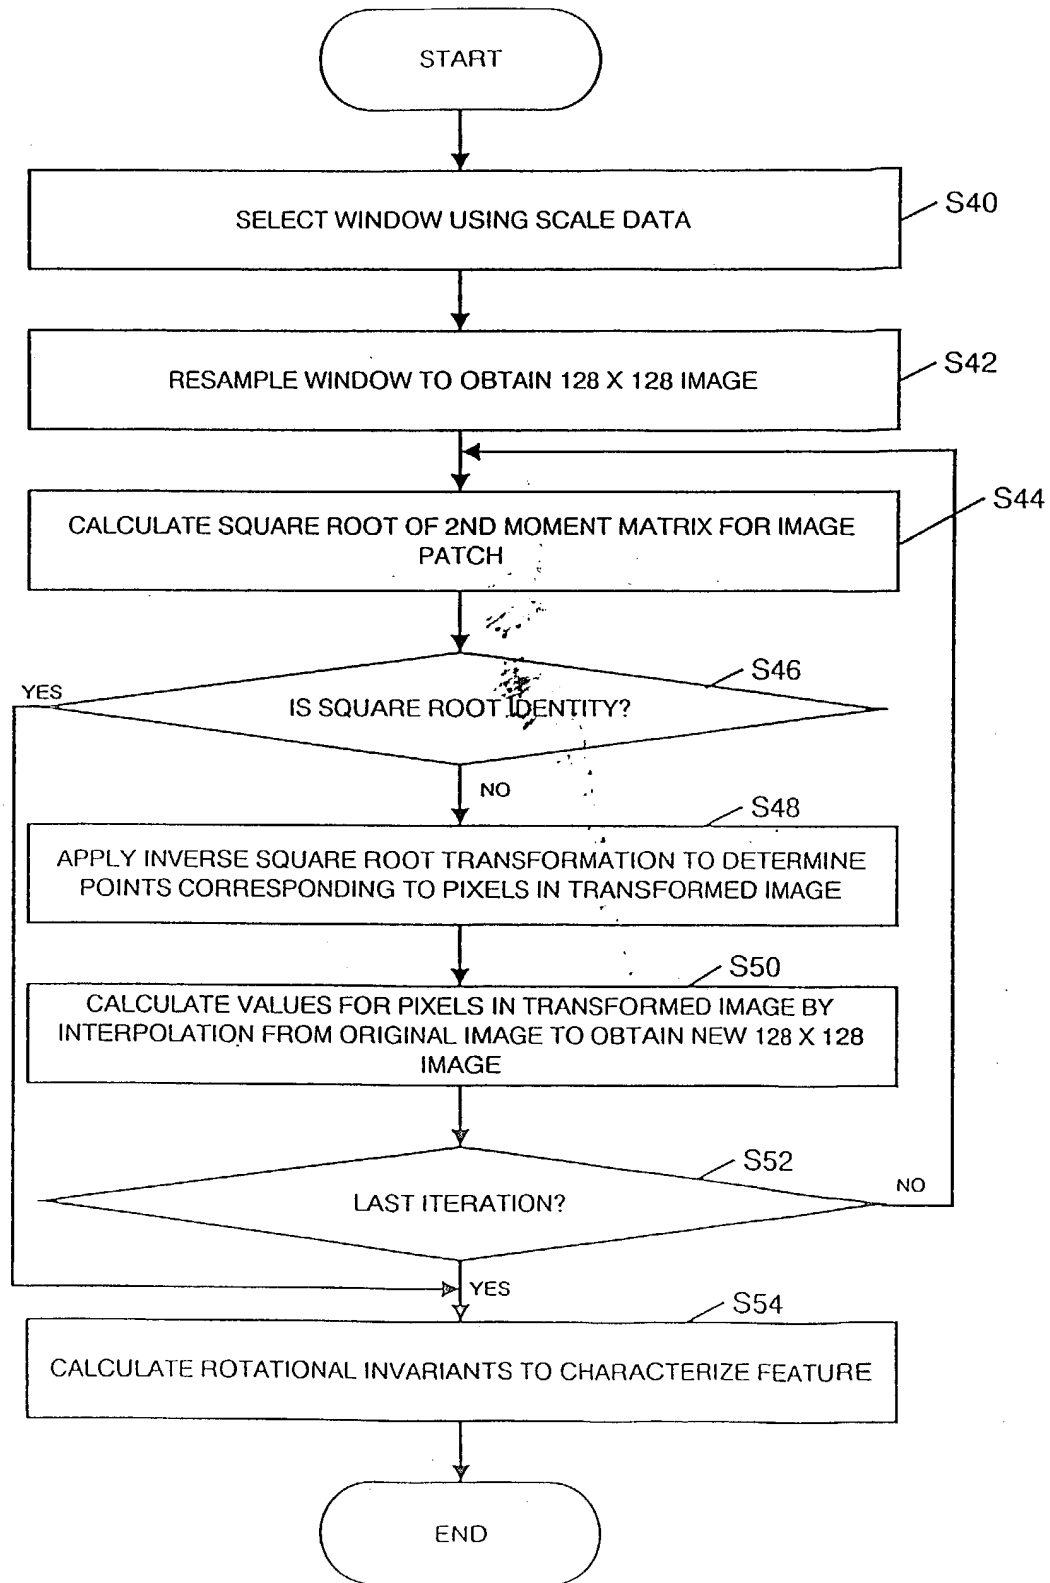 START
SELECT WINDOW USING SCALE DATA
S40
RESAMPLE WINDOW TO OBTAIN 128 X 128 IMAGE
S42
CALCULATE SQUARE ROOT OF 2ND MOMENT MATRIX FOR IMAGE
PATCH
S44
IS SQUARE ROOT IDENTITY?
S46
YES
NO
APPLY INVERSE SQUARE ROOT TRANSFORMATION TO DETERMINE
POINTS CORRESPONDING TO PIXELS IN TRANSFORMED IMAGE
S48
CALCULATE VALUES FOR PIXELS IN TRANSFORMED IMAGE BY
INTERPOLATION FROM ORIGINAL IMAGE TO OBTAIN NEW 128 X 128
IMAGE
S50
LAST ITERATION?
S52
NO
YES
CALCULATE ROTATIONAL INVARIANTS TO CHARACTERIZE FEATURE
S54
END